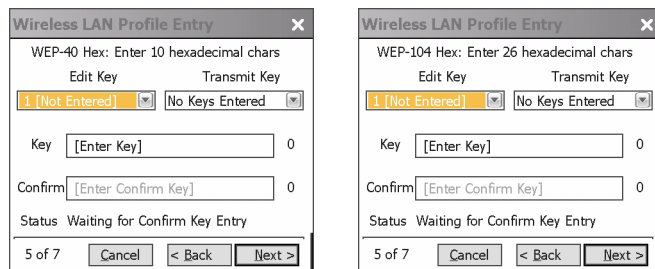 Wireless LAN Profile Entry
WEP-40 Hex: Enter 10 hexadecimal chars
Edit Key Transmit Key
1 [Not Entered] No Keys Entered
Key [Enter Key] 0
Confirm [Enter Confirm Key] 0
Status Waiting for Confirm Key Entry
5 of 7 Cancel < Back Next >
Wireless LAN Profile Entry
WEP-104 Hex: Enter 26 hexadecimal chars
Edit Key Transmit Key
1 [Not Entered] No Keys Entered
Key [Enter Key] 0
Confirm [Enter Confirm Key] 0
Status Waiting for Confirm Key Entry
5 of 7 Cancel < Back Next >